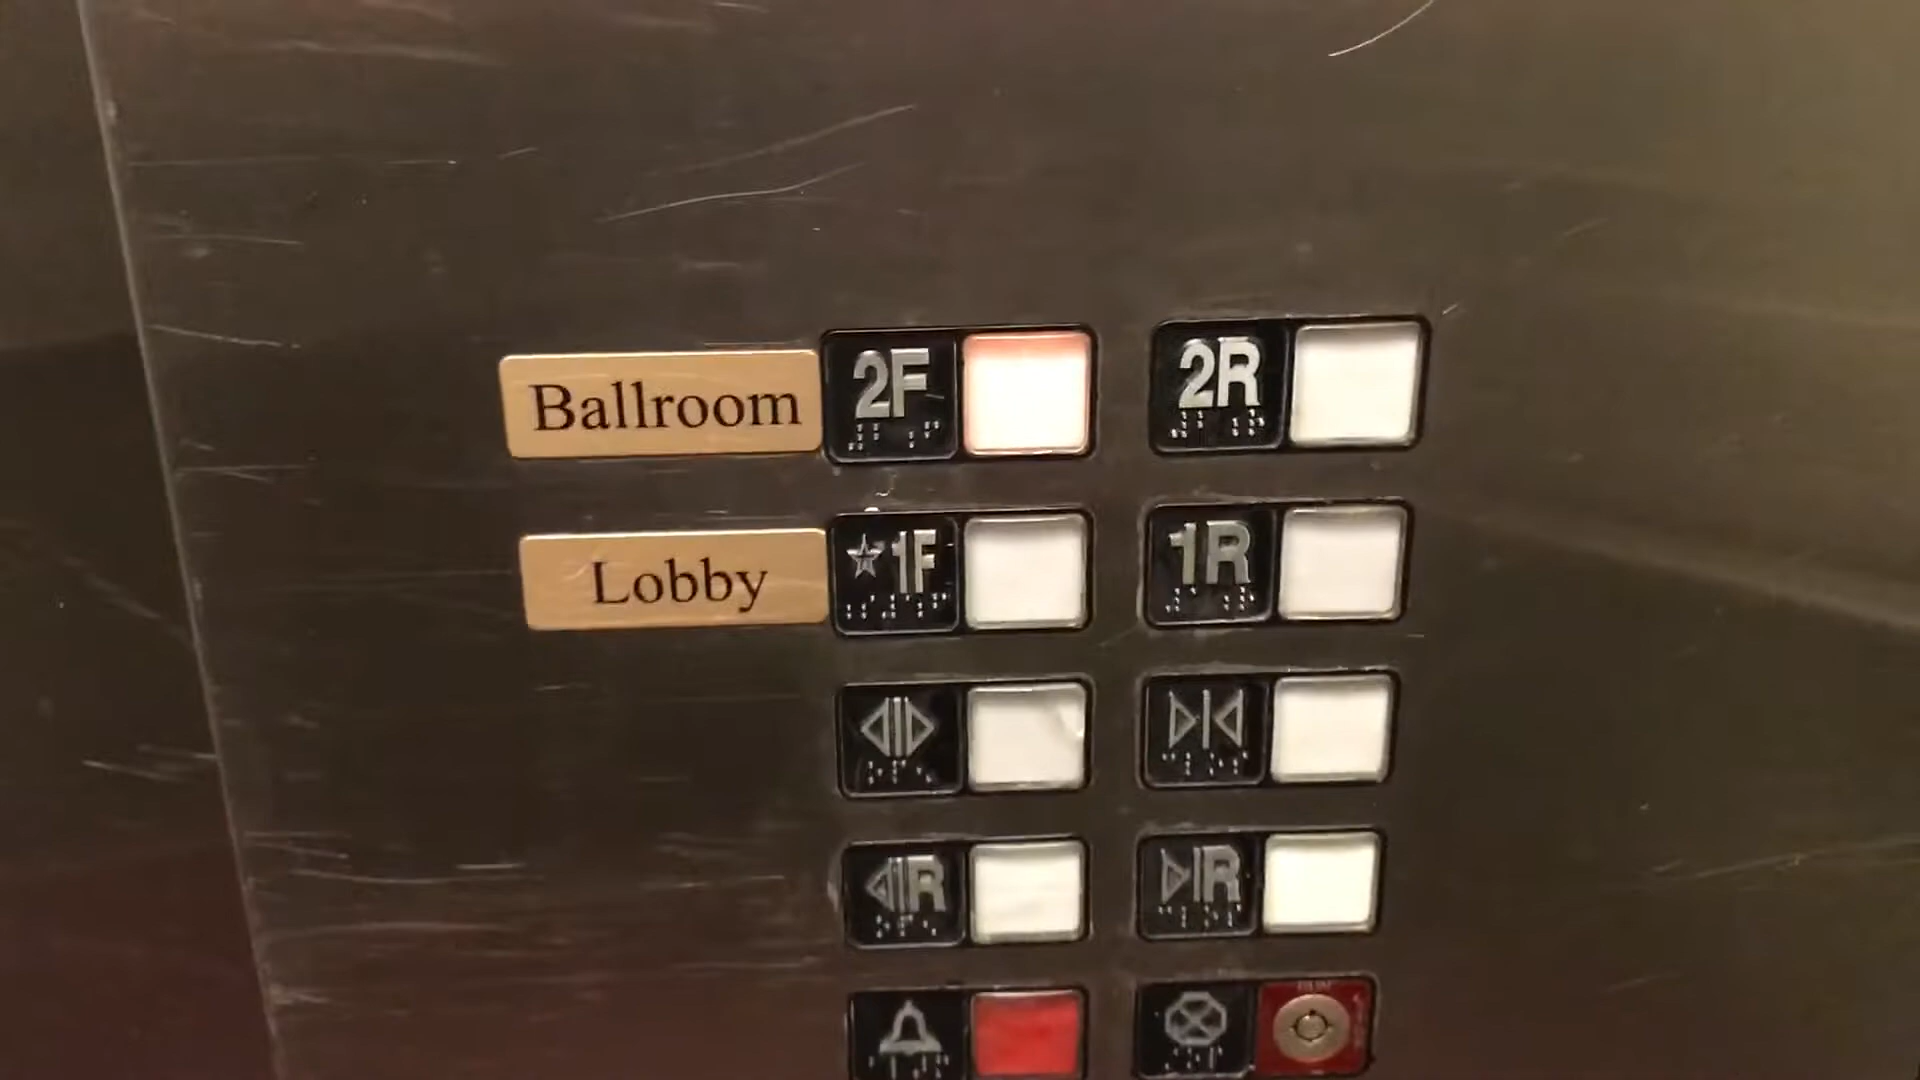 Ballroom 2F 2R
Lobby ★1F 1R
R R